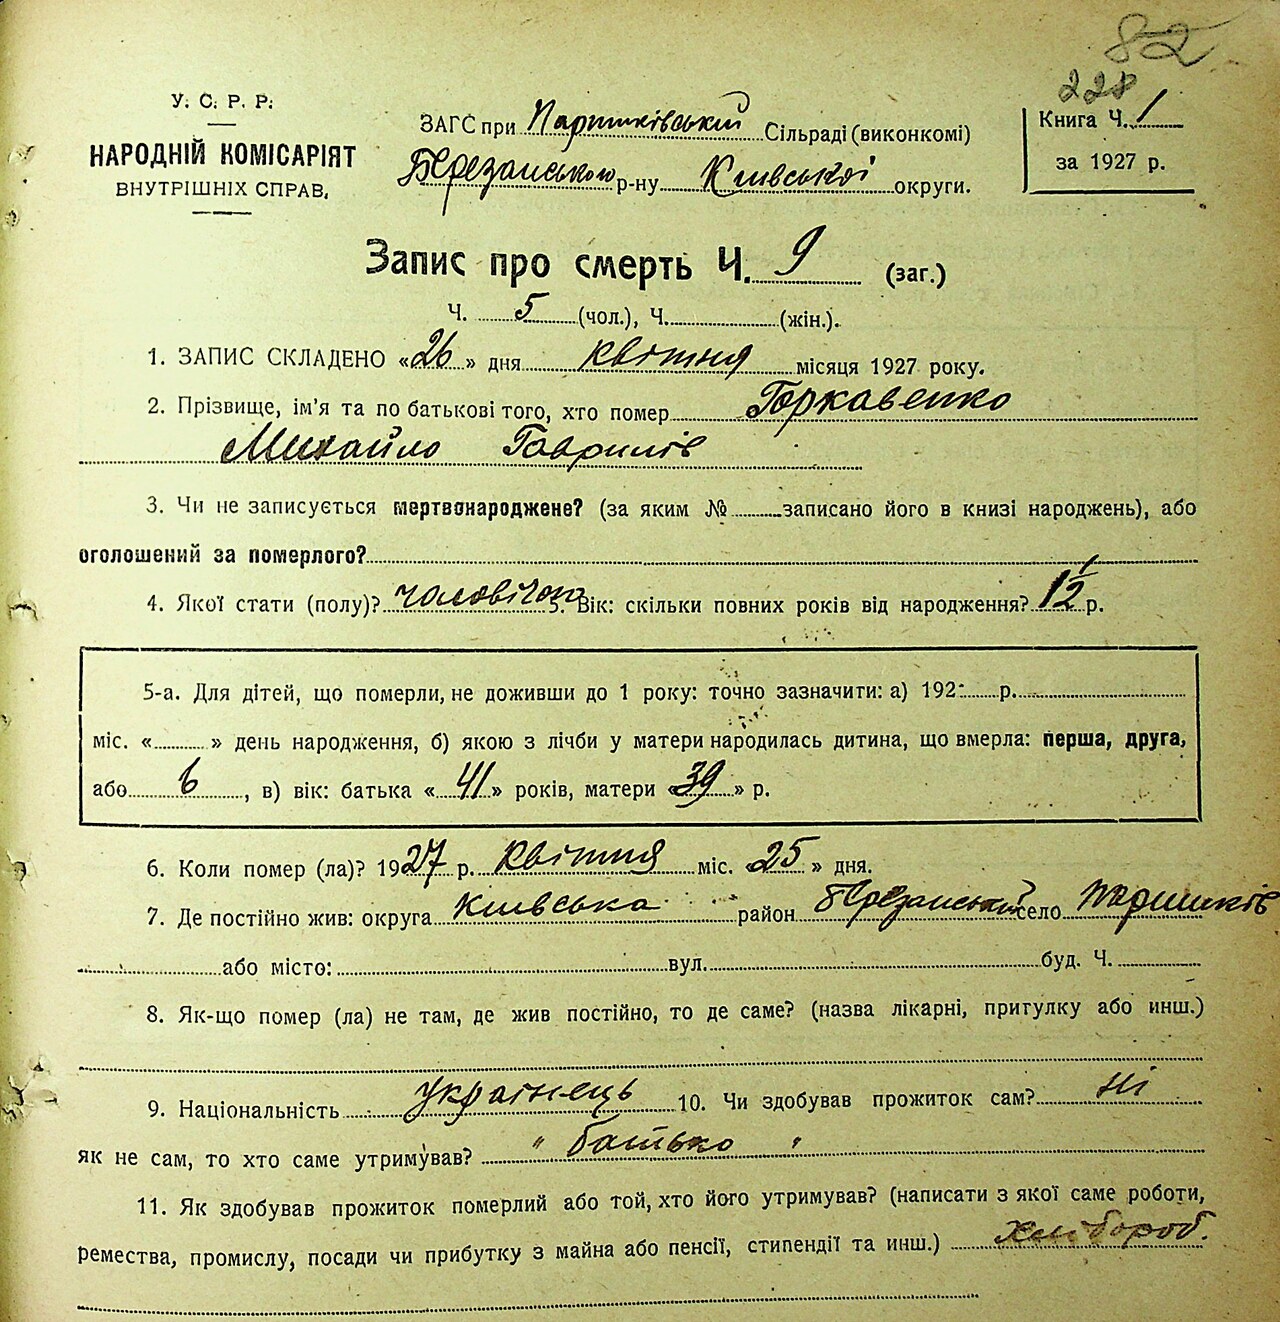 82
228
У. С. Р. Р.
НАРОДНІЙ КОМІСАРІЯТ
ВНУТРІШНІХ СПРАВ.
ЗАГС при Паришківській Сільраді (виконкомі)
Березанського р-ну Київської округи.
Книга Ч. 1
за 1927 р.
Запис про смерть Ч. 9 (заг.)
Ч. 5 (чол.), Ч. (жін.).
1. ЗАПИС СКЛАДЕНО «26» дня квітня місяця 1927 року.
2. Прізвище, ім'я та по батькові того, хто помер Горкавенко
Михайло Гаврилів
3. Чи не записується мертвонароджене? (за яким № записано його в книзі народжень), або
оголошений за померлого?
4. Якої стати (полу)? чоловічої 5. Вік: скільки повних років від народження? 1/2 р.
5-а. Для дітей, що померли, не доживши до 1 року: точно зазначити: а) 192 р.
міс. « » день народження, б) якою з лічби у матери народилась дитина, що вмерла: перша, друга,
або 6, в) вік: батька «41» років, матери «39» р.
6. Коли помер (ла)? 1927 р. квітня міс. «25» дня.
7. Де постійно жив: округа київська район березанський село Паришків
або місто: вул. буд. Ч.
8. Як-що помер (ла) не там, де жив постійно, то де саме? (назва лікарні, притулку або инш.)
9. Національність українець 10. Чи здобував прожиток сам? ні
як не сам, то хто саме утримував? " батько "
11. Як здобував прожиток померлий або той, хто його утримував? (написати з якої саме роботи,
ремества, промислу, посади чи прибутку з майна або пенсії, стипендії та инш.) хлібороб.